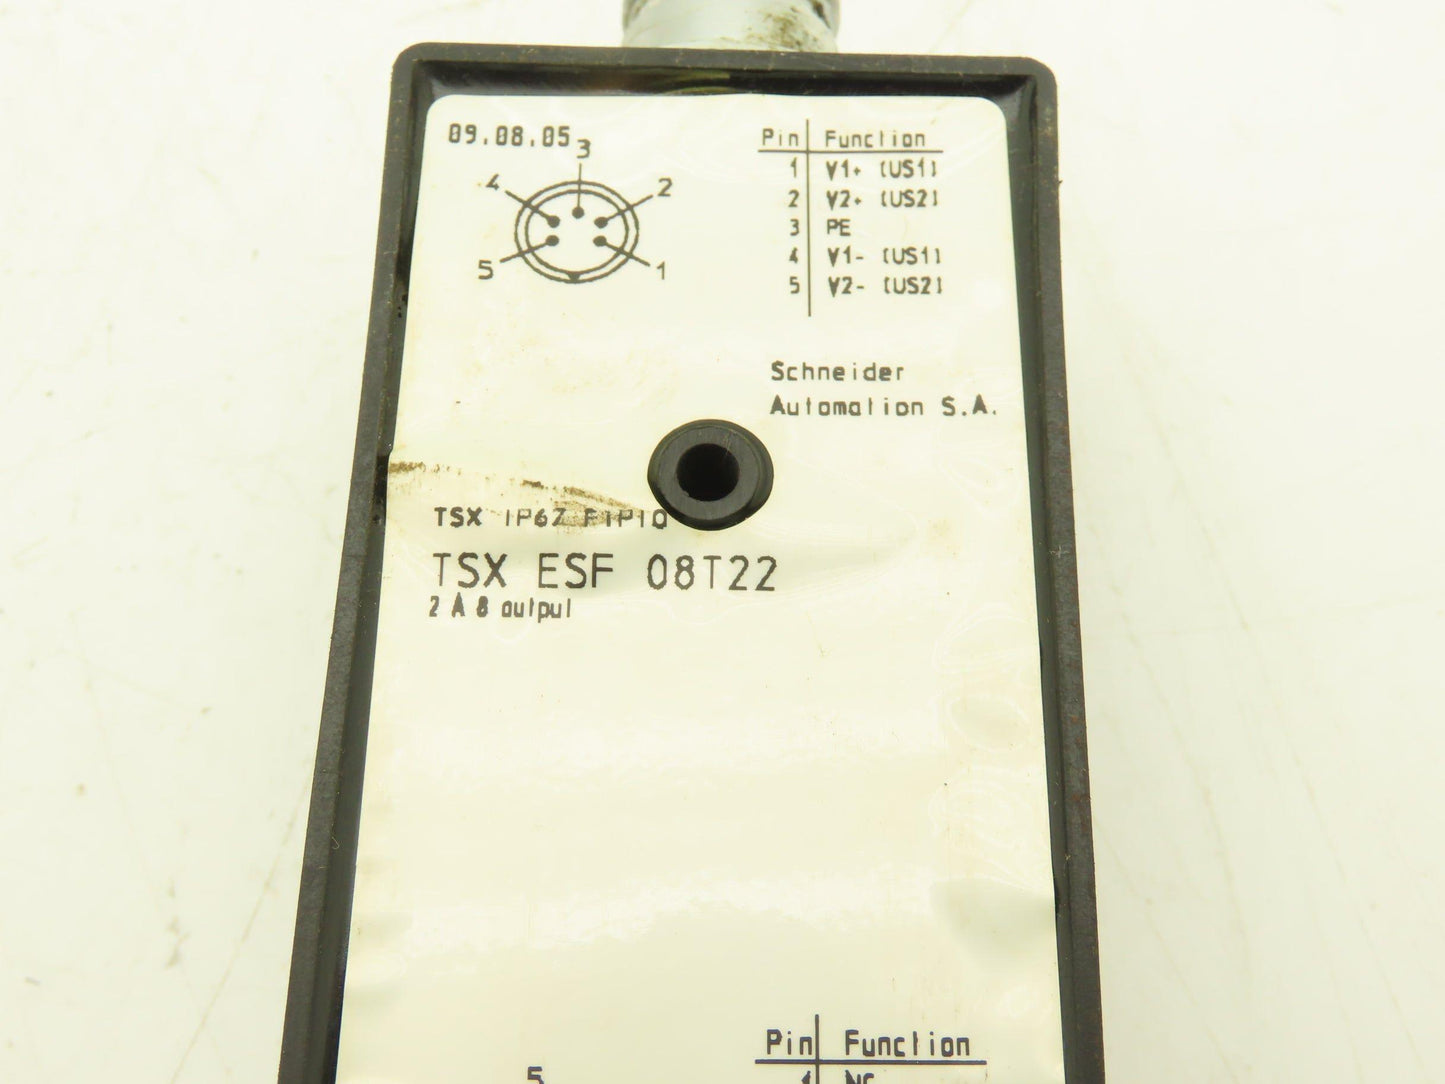 09.08.05
3
4 2
5 1
Pin Function
1 V1+ (US1)
2 V2+ (US2)
3 PE
4 V1- (US1)
5 V2- (US2)
Schneider
Automation S.A.
TSX IP67 FIPIO
TSX ESF 08T22
2 A 8 output
Pin Function
5 1 NC